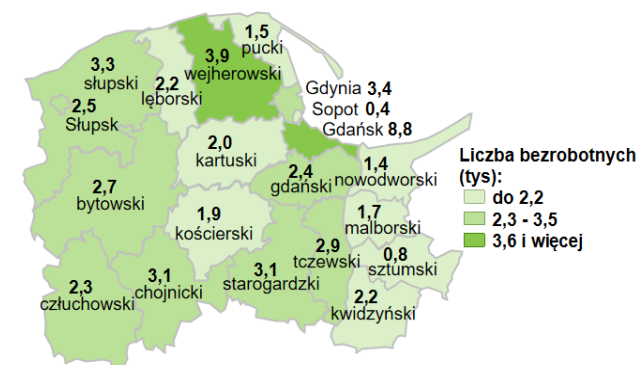 1,5
pucki
3,9
wejherowski
3,3
słupski
2,2
lęborski
2,5
Słupsk
Gdynia 3,4
Sopot 0,4
Gdańsk 8,8
2,0
kartuski
2,4
gdański
1,4
nowodworski
2,7
bytowski
1,9
kościerski
1,7
malborski
2,9
tczewski
0,8
sztumski
2,3
człuchowski
3,1
chojnicki
3,1
starogardzki
2,2
kwidzyński
Liczba bezrobotnych
(tys):
do 2,2
2,3 - 3,5
3,6 i więcej